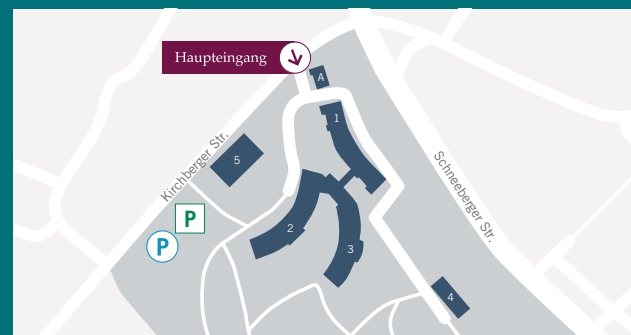 Haupteingang
A
1
Kirchberger Str.
5
Schneeberger Str.
P
2
P
3
4